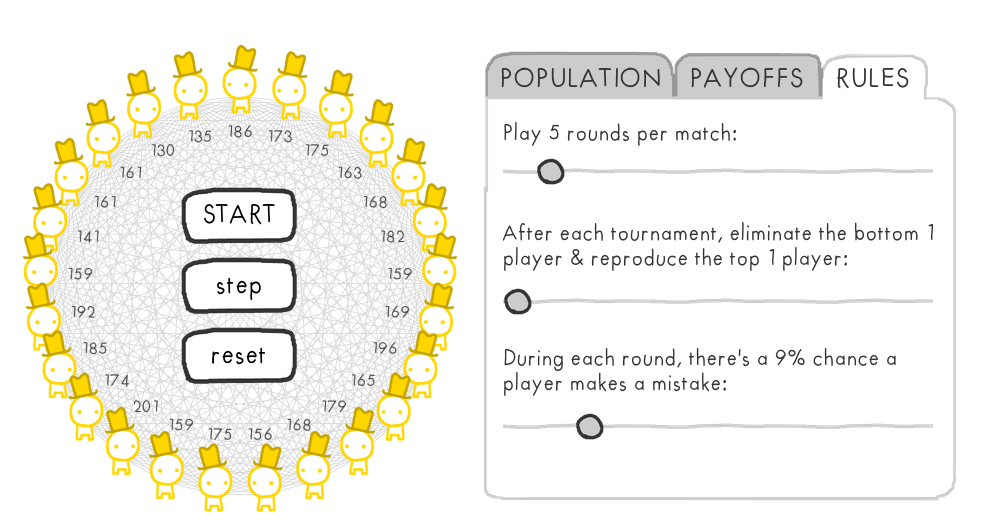 POPULATION
PAYOFFS
RULES
Play 5 rounds per match:
After each tournament, eliminate the bottom 1
player & reproduce the top 1 player:
During each round, there's a 9% chance a
player makes a mistake:
START
step
reset
186
173
175
163
168
182
159
169
196
165
179
168
156
175
159
201
174
185
192
159
141
161
161
130
135